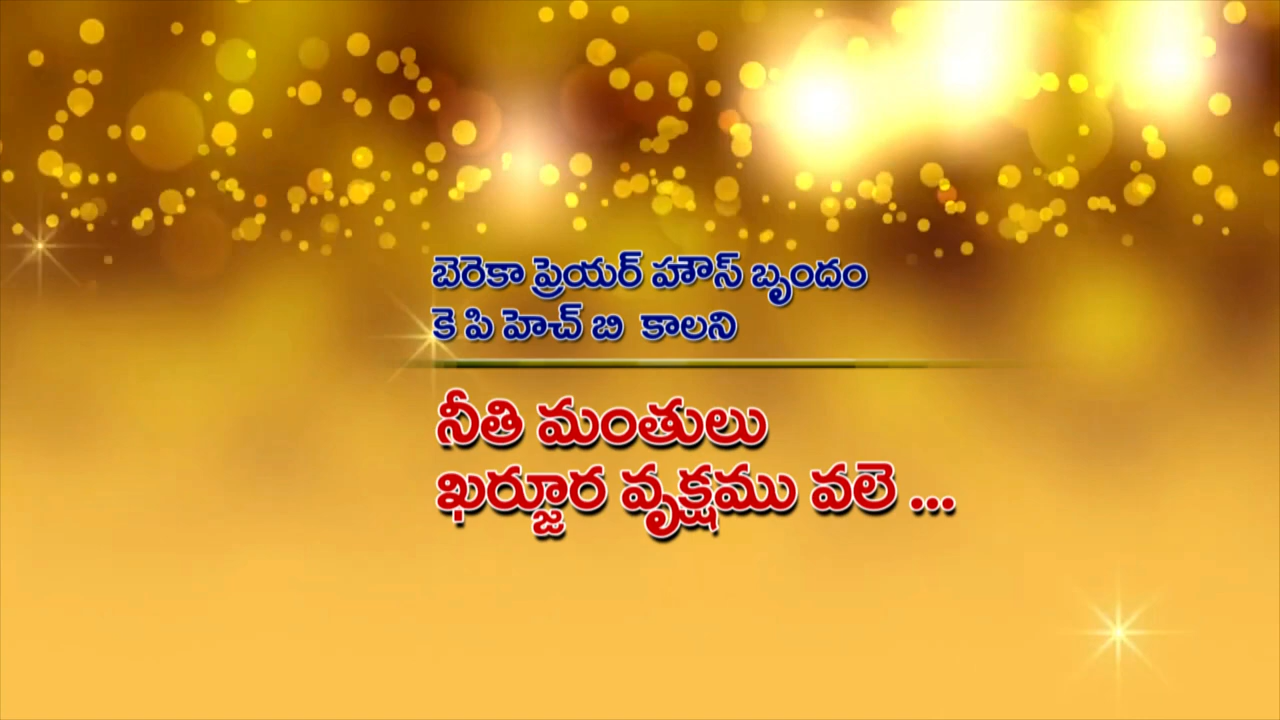 బెరెకా ప్రెయర్ హౌస్ బృందం
కె పి హెచ్ బి కాలని
నీతి మంతులు
ఖర్జూర వృక్షము వలె ...